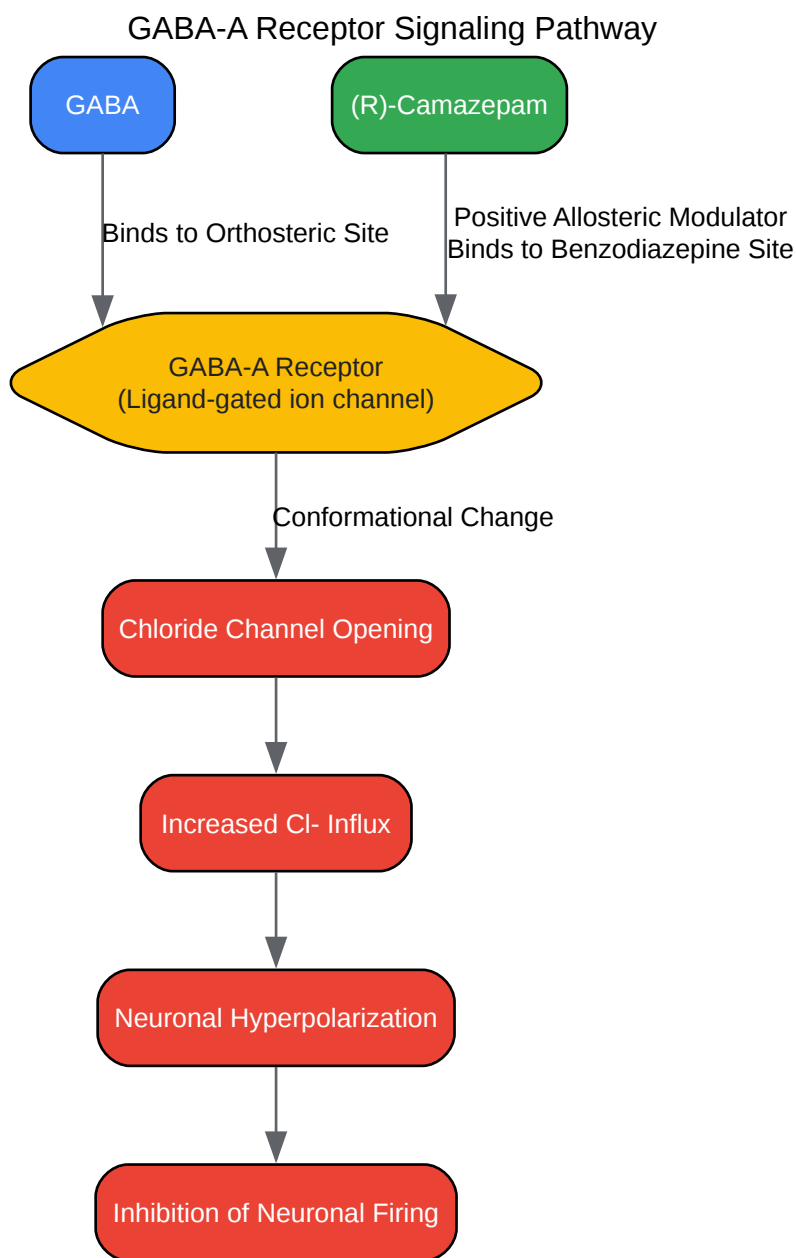 GABA-A Receptor Signaling Pathway
GABA
(R)-Camazepam
Binds to Orthosteric Site
Positive Allosteric Modulator
Binds to Benzodiazepine Site
GABA-A Receptor
(Ligand-gated ion channel)
Conformational Change
Chloride Channel Opening
Increased Cl- Influx
Neuronal Hyperpolarization
Inhibition of Neuronal Firing